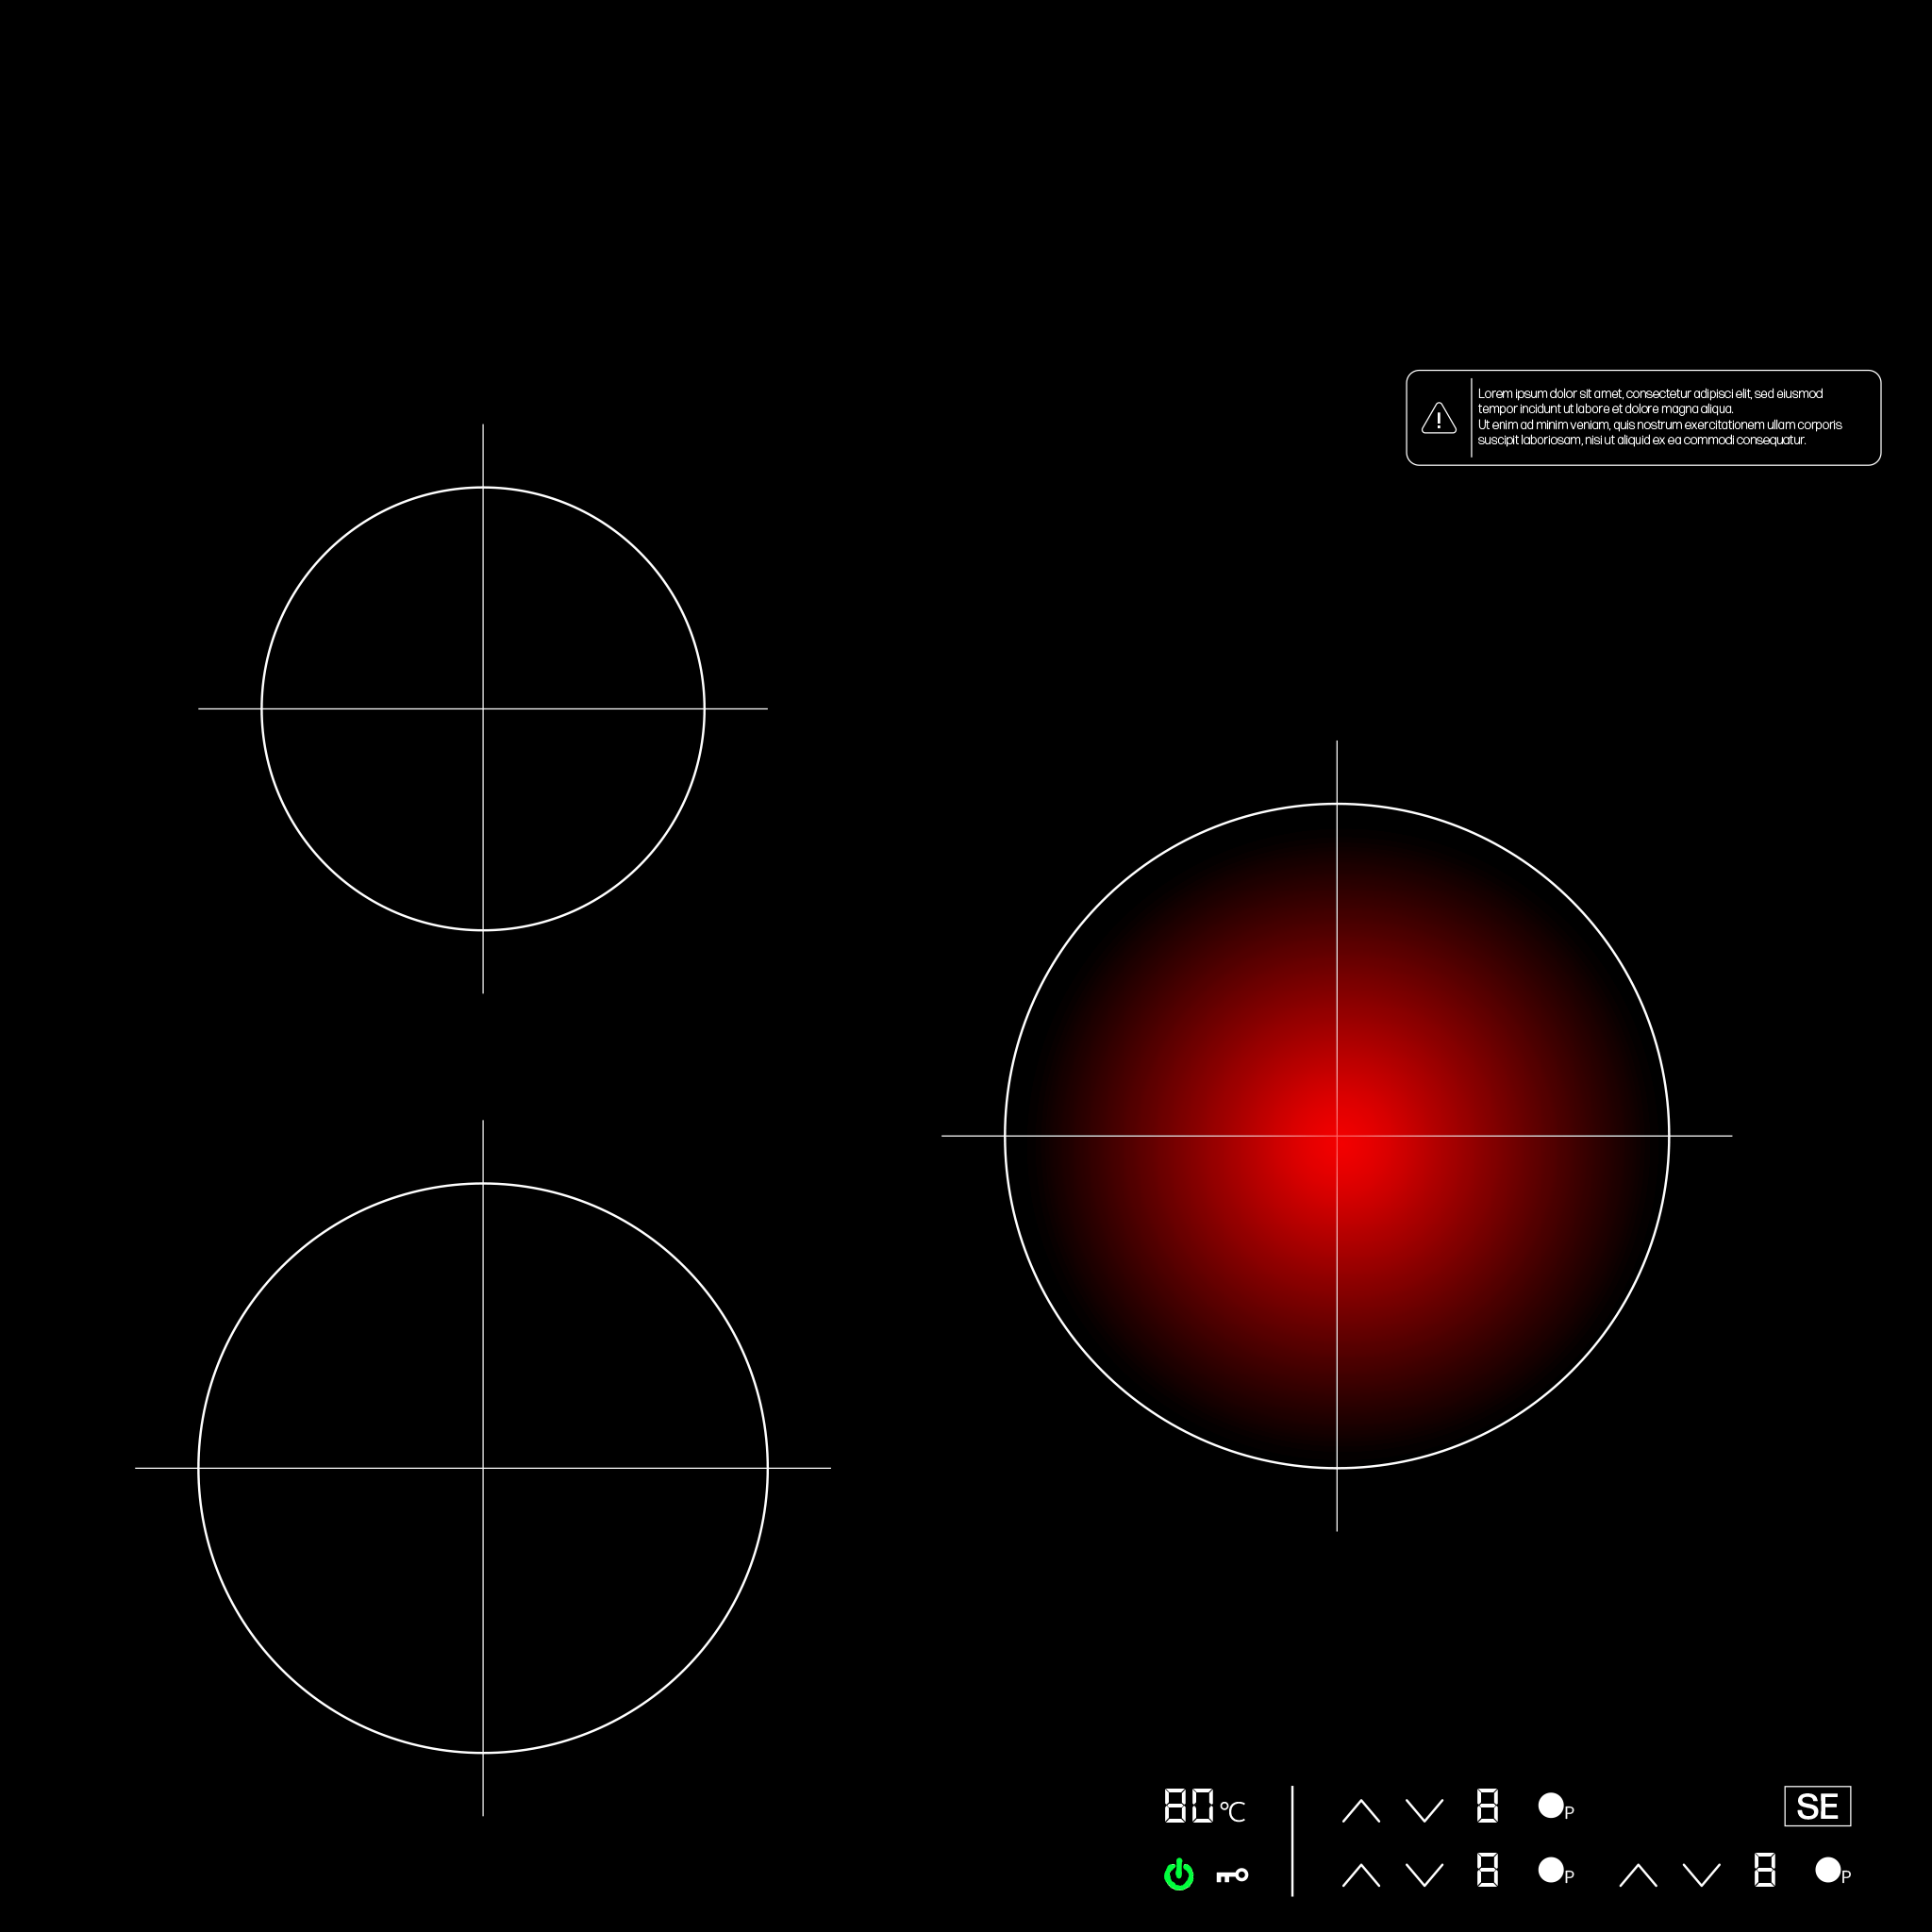 Lorem ipsum dolor sit amet, consectetur adipisci elit, sed eiusmod
tempor incidunt ut labore et dolore magna aliqua.
Ut enim ad minim veniam, quis nostrum exercitationem ullam corporis
suscipit laboriosam, nisi ut aliquid ex ea commodi consequatur.
80°C
8 P
SE
8 P
8 P